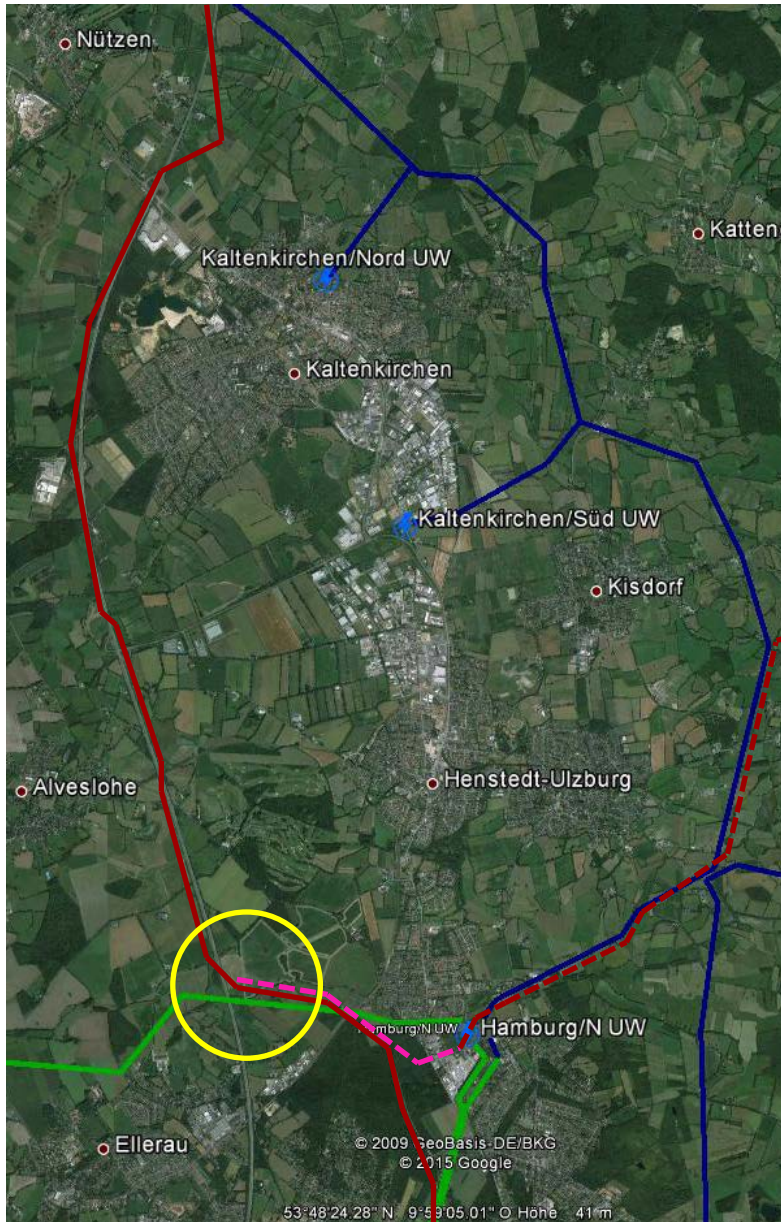 Nützen
Katten
Kaltenkirchen/Nord UW
Kaltenkirchen
Kaltenkirchen/Süd UW
Kisdorf
Alveslohe
Henstedt-Ulzburg
Hamburg/N UW
Hamburg/N UW
Ellerau
© 2009 GeoBasis-DE/BKG
© 2015 Google
53°48'24.28" N 9°59'05.01" O Höhe 41 m